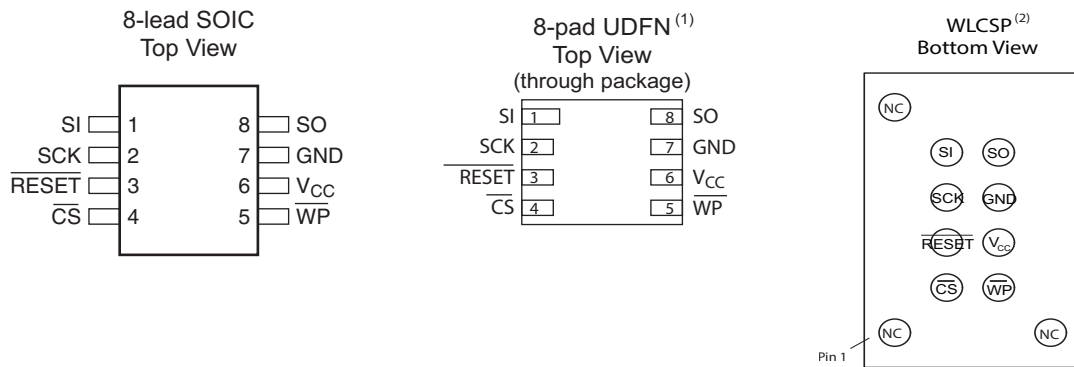 8-lead SOIC
Top View
SI 1 8 SO
SCK 2 7 GND
RESET 3 6 VCC
CS 4 5 WP
8-pad UDFN(1)
Top View
(through package)
SI 1 8 SO
SCK 2 7 GND
RESET 3 6 VCC
CS 4 5 WP
WLCSP(2)
Bottom View
NC
SI SO
SCK GND
RESET VCC
CS WP
NC NC
Pin 1